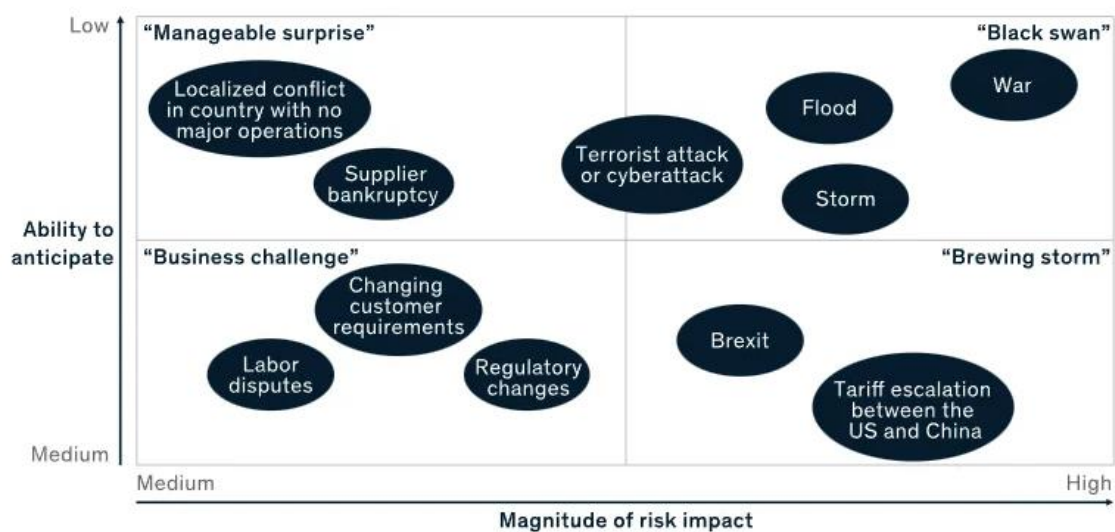 Low
“Manageable surprise”
“Black swan”
Localized conflict
in country with no
major operations
Supplier
bankruptcy
Terrorist attack
or cyberattack
Flood
War
Storm
Ability to
anticipate
“Business challenge”
“Brewing storm”
Changing
customer
requirements
Labor
disputes
Regulatory
changes
Brexit
Tariff escalation
between the
US and China
Medium
Medium
High
Magnitude of risk impact